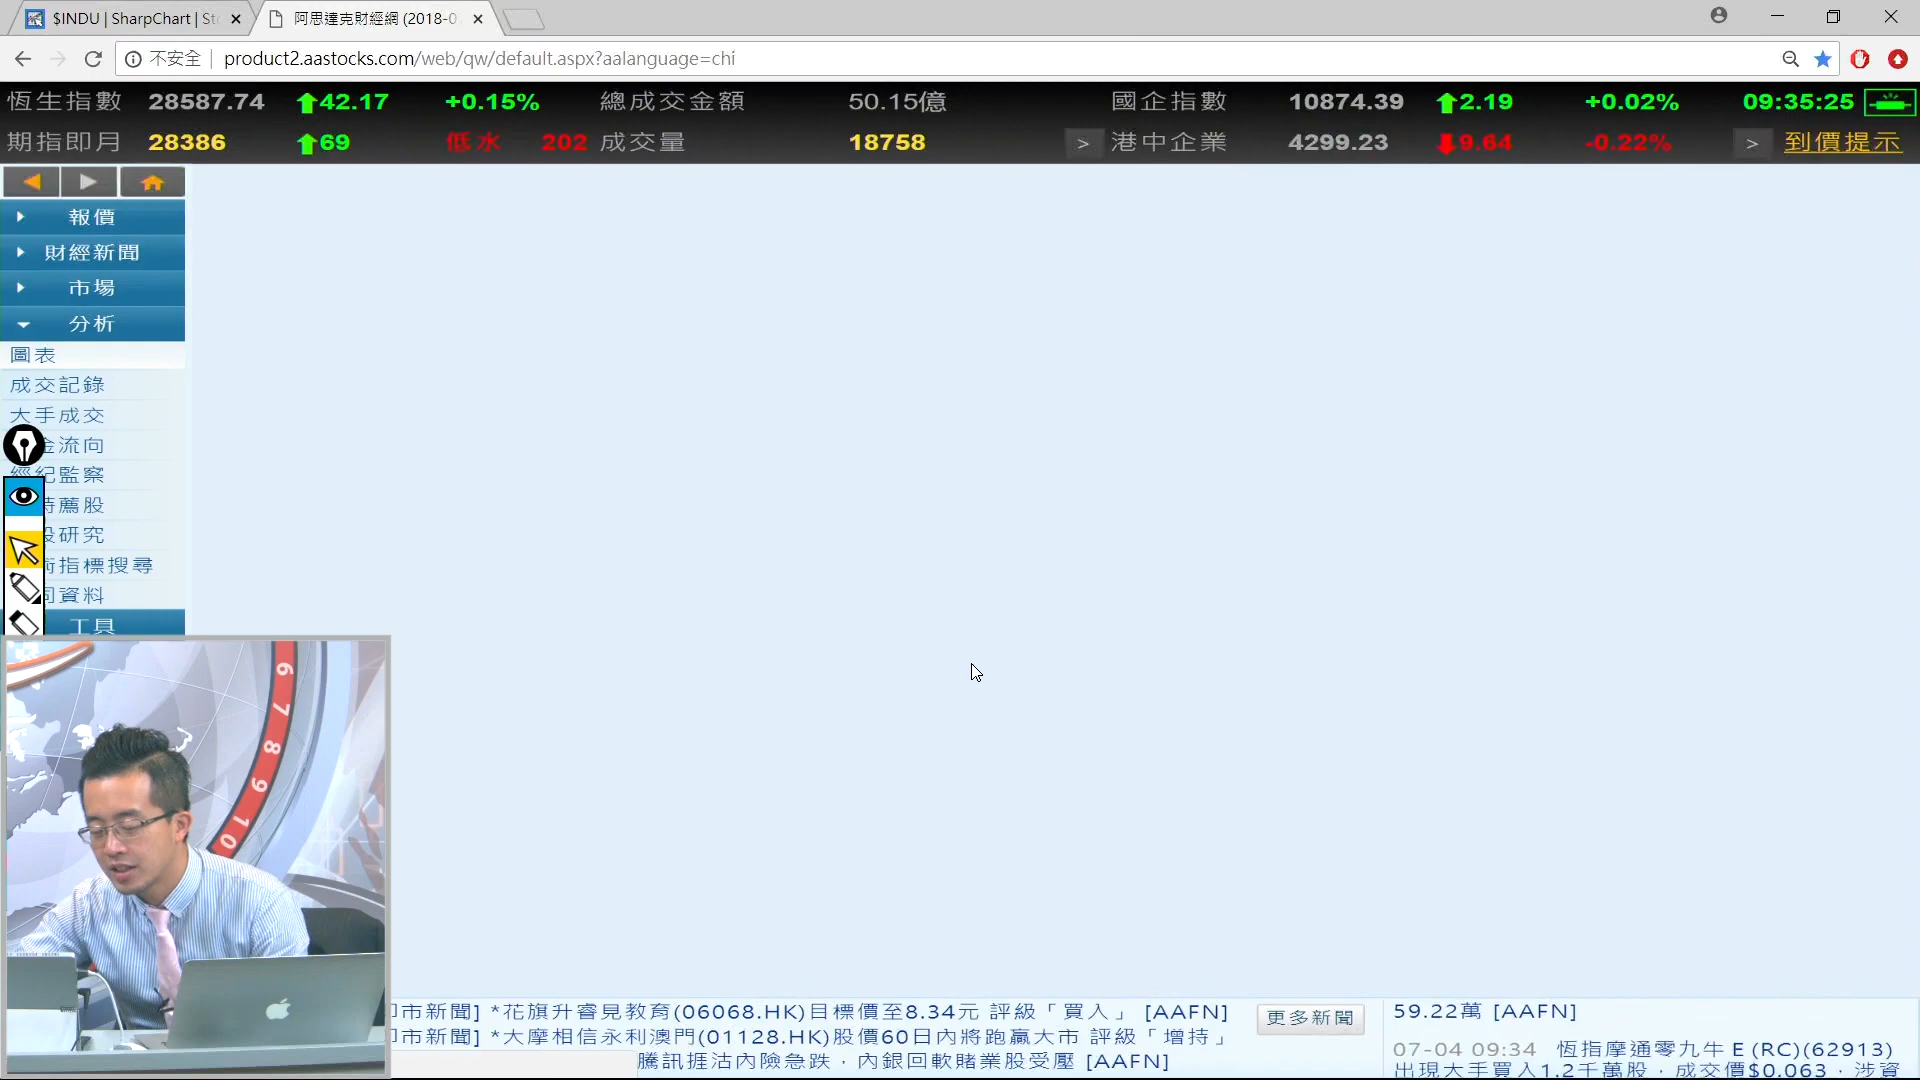 $INDU | SharpChart | Sto
阿思達克財經網 (2018-0
不安全
product2.aastocks.com/web/qw/default.aspx?aalanguage=chi
恆生指數 28587.74 42.17 +0.15% 總成交金額 50.15億 國企指數 10874.39 2.19 +0.02% 09:35:25
期指即月 28386 69 低水 202 成交量 18758 > 港中企業 4299.23 9.64 -0.22% > 到價提示
報價
財經新聞
市場
分析
圖表
成交記錄
大手成交
金流向
經紀監察
薦股
研究
指標搜尋
資料
工具
6 7 8 9 10
市新聞] *花旗升睿見教育(06068.HK)目標價至8.34元 評級「買入」 [AAFN]
市新聞] *大摩相信永利澳門(01128.HK)股價60日內將跑贏大市 評級「增持」
騰訊捱沽內險急跌﹐內銀回軟賭業股受壓 [AAFN]
更多新聞
59.22萬 [AAFN]
07-04 09:34 恆指摩通零九牛Ｅ(RC)(62913)
出現大手買入1.2千萬股﹐成交價$0.063﹐涉資